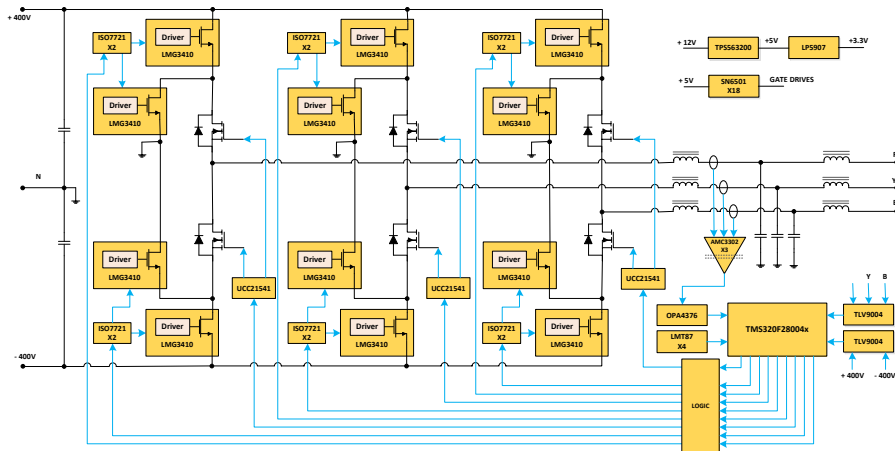 + 400V
ISO7721
X2
Driver
LMG3410
Driver
LMG3410
ISO7721
X2
Driver
LMG3410
Driver
LMG3410
ISO7721
X2
Driver
LMG3410
Driver
LMG3410
+ 12V
TPS563200
+5V
LP5907
+3.3V
+ 5V
SN6501
X18
GATE DRIVES
N
Y
AMC3302
X3
Driver
LMG3410
ISO7721
X2
Driver
LMG3410
UCC21541
Driver
LMG3410
ISO7721
X2
Driver
LMG3410
UCC21541
Driver
LMG3410
ISO7721
X2
Driver
LMG3410
UCC21541
- 400V
OPA4376
LMT87
X4
TMS320F28004x
Y
B
TLV9004
TLV9004
+ 400V
- 400V
LOGIC